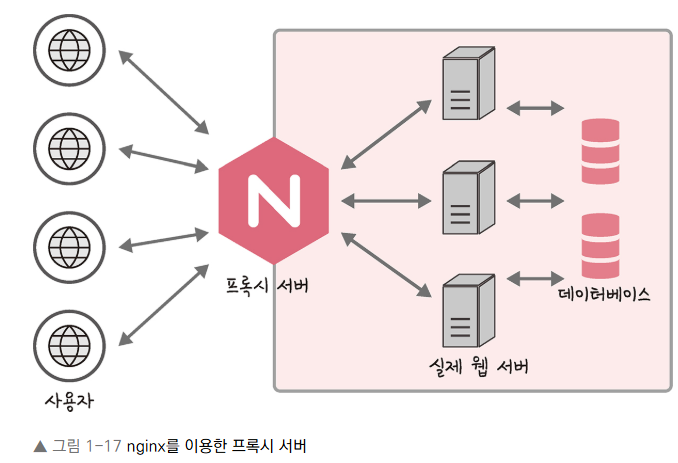 N
프록시 서버
데이터베이스
실제 웹 서버
사용자
▲ 그림 1-17 nginx를 이용한 프록시 서버